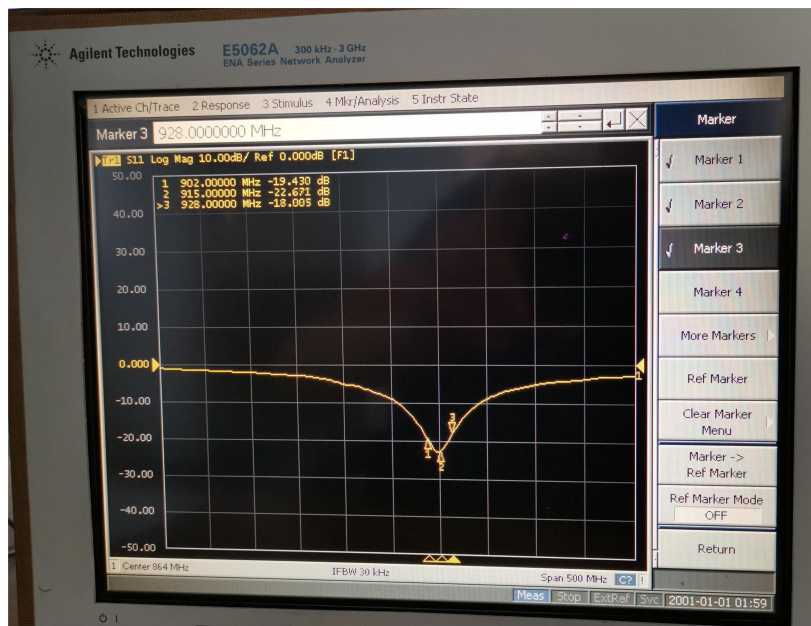 Agilent Technologies E5062A 300 kHz - 3 GHz
ENA Series Network Analyzer
1 Active Ch/Trace 2 Response 3 Stimulus 4 Mkr/Analysis 5 Instr State
Marker 3 928.0000000 MHz
Tr1 S11 Log Mag 10.00dB/ Ref 0.000dB [F1]
1 902.00000 MHz -19.430 dB
2 915.00000 MHz -22.671 dB
>3 928.00000 MHz -18.005 dB
50.00
40.00
30.00
20.00
10.00
0.000
-10.00
-20.00
-30.00
-40.00
-50.00
1
3
1
2
Marker
Marker 1
Marker 2
Marker 3
Marker 4
More Markers
Ref Marker
Clear Marker
Menu
Marker ->
Ref Marker
Ref Marker Mode
OFF
Return
1 Center 864 MHz IFBW 30 kHz Span 500 MHz C? !
Meas Stop ExtRef Svc 2001-01-01 01:59